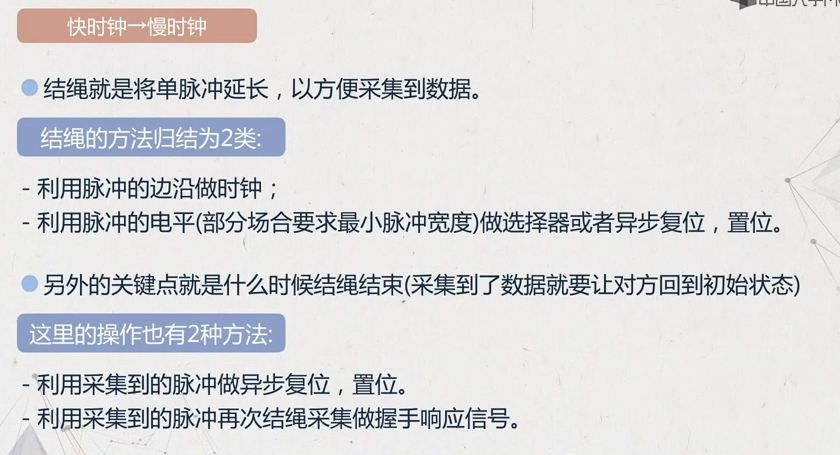 快时钟→慢时钟
结绳就是将单脉冲延长，以方便采集到数据。
结绳的方法归结为2类:
- 利用脉冲的边沿做时钟；
- 利用脉冲的电平(部分场合要求最小脉冲宽度)做选择器或者异步复位，置位。
另外的关键点就是什么时候结绳结束(采集到了数据就要让对方回到初始状态)
这里的操作也有2种方法:
- 利用采集到的脉冲做异步复位，置位。
- 利用采集到的脉冲再次结绳采集做握手响应信号。